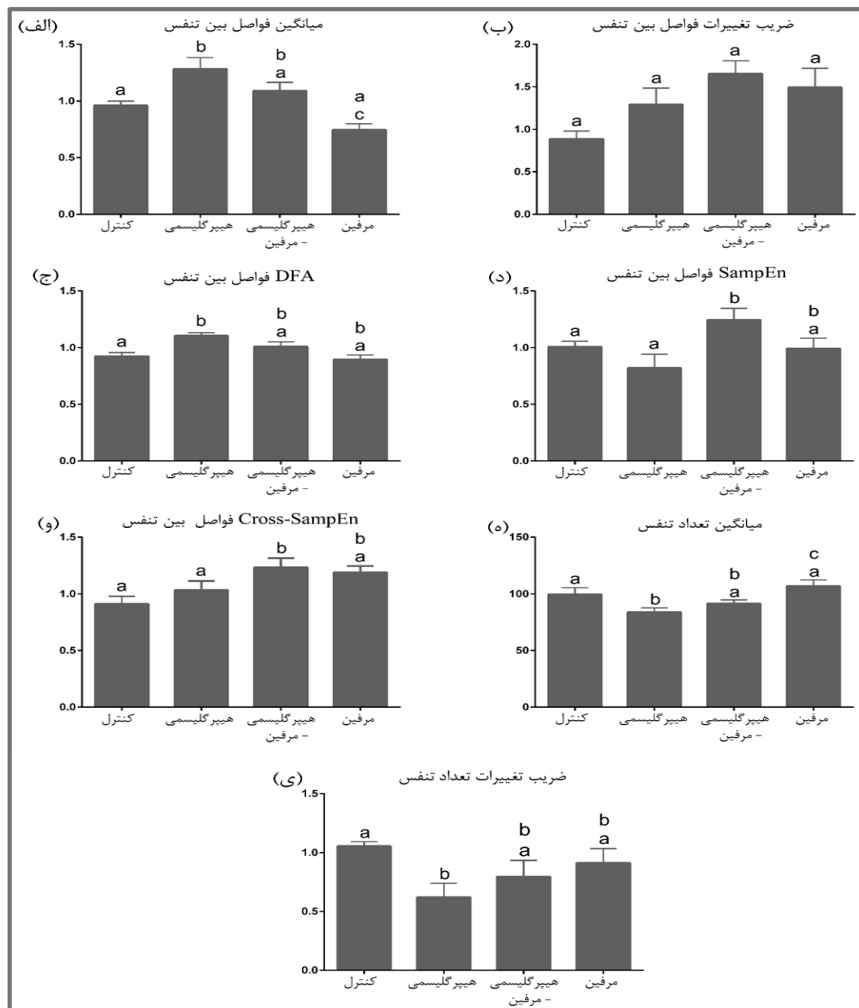 (الف)
میانگین فواصل بین تنفس
1.5
1.0
0.5
0.0
a
b
b
a
a
c
کنترل
هیپرگلیسمی
هیپرگلیسمی
- مرفین
مرفین
(ب)
ضریب تغییرات فواصل بین تنفس
2.0
1.5
1.0
0.5
0.0
a
a
a
a
کنترل
هیپرگلیسمی
هیپرگلیسمی
- مرفین
مرفین
(ج)
DFA فواصل بین تنفس
1.5
1.0
0.5
0.0
a
b
b
a
b
a
کنترل
هیپرگلیسمی
هیپرگلیسمی
- مرفین
مرفین
(د)
SampEn فواصل بین تنفس
1.5
1.0
0.5
0.0
a
a
b
b
a
کنترل
هیپرگلیسمی
هیپرگلیسمی
- مرفین
مرفین
(و)
Cross-SampEn فواصل بین تنفس
1.5
1.0
0.5
0.0
a
a
b
b
a
کنترل
هیپرگلیسمی
هیپرگلیسمی
- مرفین
مرفین
(ه)
میانگین تعداد تنفس
150
100
50
0
a
b
b
a
c
a
کنترل
هیپرگلیسمی
هیپرگلیسمی
- مرفین
مرفین
(ی)
ضریب تغییرات تعداد تنفس
1.5
1.0
0.5
0.0
a
b
b
a
b
a
کنترل
هیپرگلیسمی
هیپرگلیسمی
- مرفین
مرفین